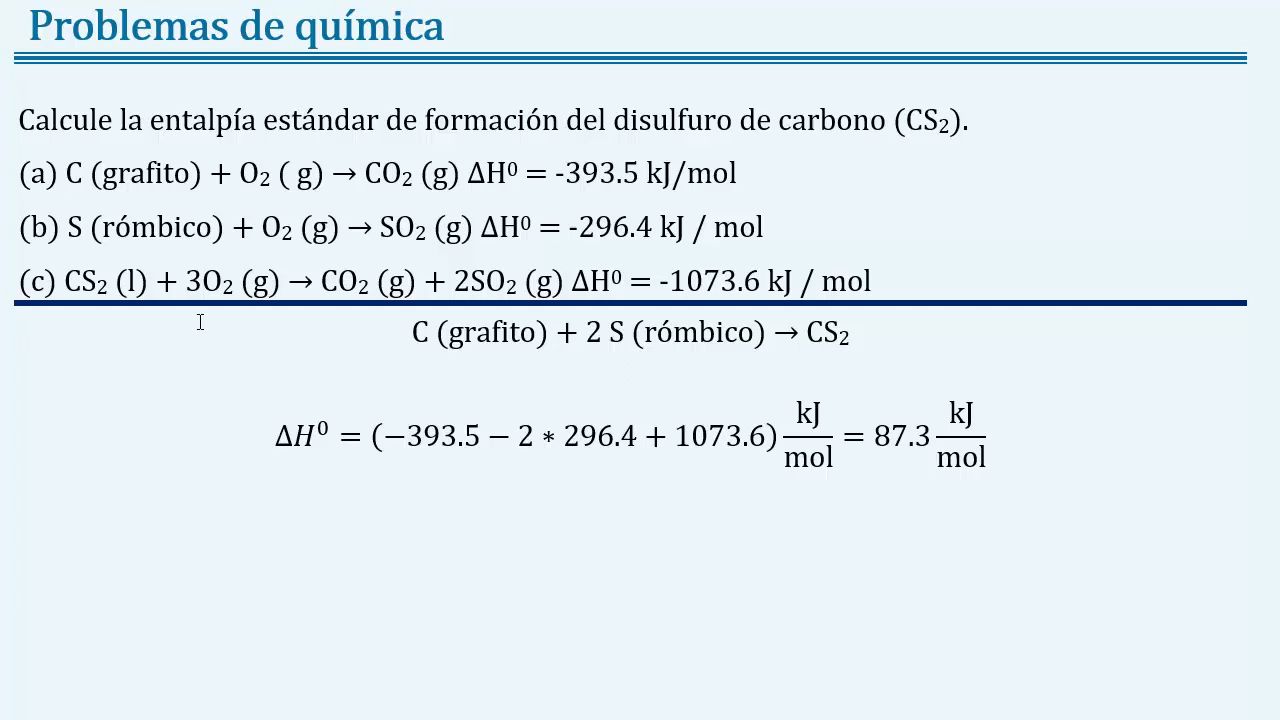 Problemas de química
Calcule la entalpía estándar de formación del disulfuro de carbono (CS₂).
(a) C (grafito) + O₂ ( g) → CO₂ (g) ΔH⁰ = -393.5 kJ/mol
(b) S (rómbico) + O₂ (g) → SO₂ (g) ΔH⁰ = -296.4 kJ / mol
(c) CS₂ (l) + 3O₂ (g) → CO₂ (g) + 2SO₂ (g) ΔH⁰ = -1073.6 kJ / mol
C (grafito) + 2 S (rómbico) → CS₂
ΔH⁰ = (−393.5 − 2 ∗ 296.4 + 1073.6) kJ/mol = 87.3 kJ/mol